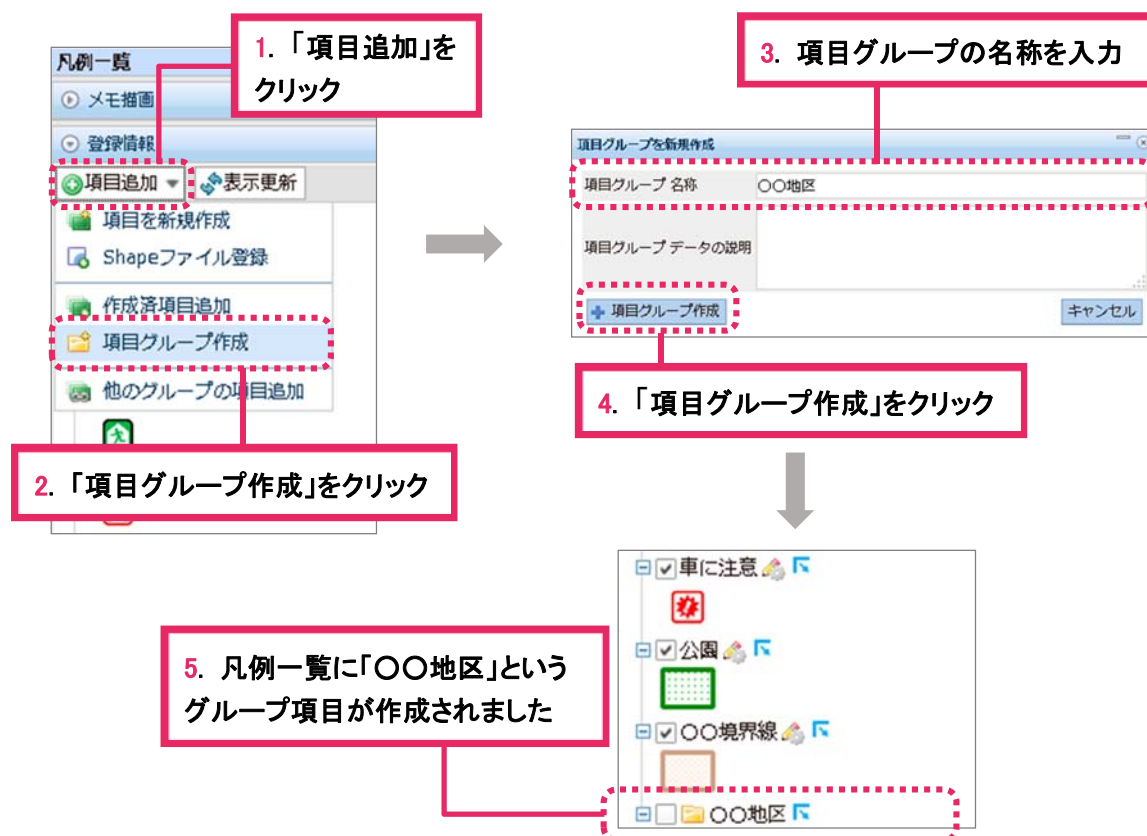 1. 「項目追加」を
クリック
凡例一覧
メモ描画
登録情報
項目追加
表示更新
項目を新規作成
Shapeファイル登録
作成済項目追加
項目グループ作成
他のグループの項目追加
2. 「項目グループ作成」をクリック
3. 項目グループの名称を入力
項目グループを新規作成
項目グループ 名称
〇〇地区
項目グループ データの説明
項目グループ作成
キャンセル
4. 「項目グループ作成」をクリック
車に注意
公園
〇〇境界線
〇〇地区
5. 凡例一覧に「〇〇地区」という
グループ項目が作成されました